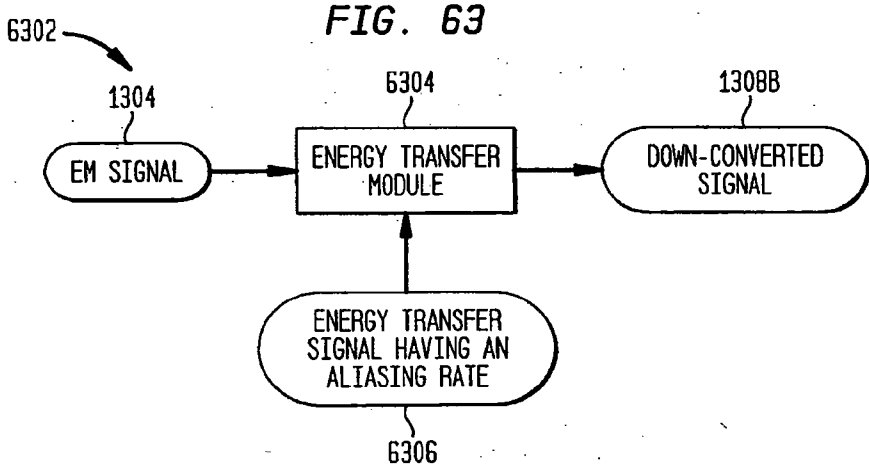 FIG. 63
6302
1304
6304
1308B
EM SIGNAL
ENERGY TRANSFER
MODULE
DOWN-CONVERTED
SIGNAL
ENERGY TRANSFER
SIGNAL HAVING AN
ALIASING RATE
6306